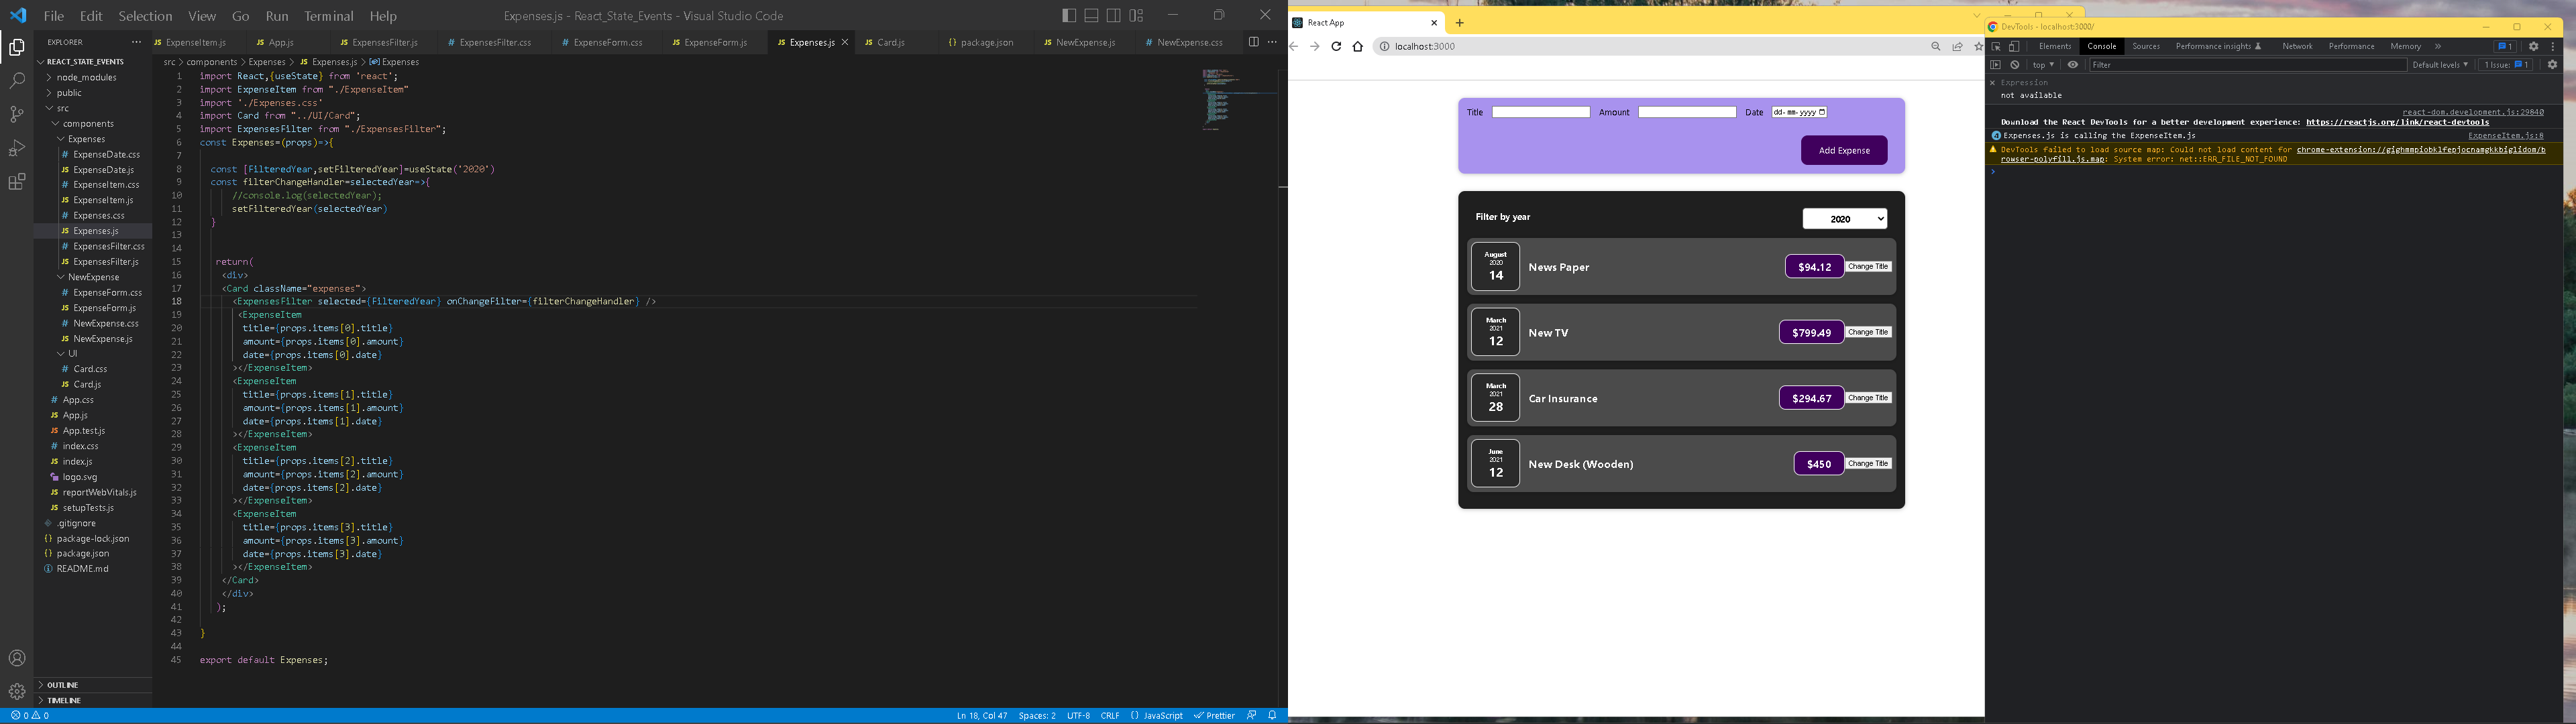 File Edit Selection View Go Run Terminal Help
Expenses.js - React_State_Events - Visual Studio Code
EXPLORER
REACT_STATE_EVENTS
node_modules
public
src
components
Expenses
ExpenseDate.css
ExpenseDate.js
ExpenseItem.css
ExpenseItem.js
Expenses.css
Expenses.js
ExpensesFilter.css
ExpensesFilter.js
NewExpense
ExpenseForm.css
ExpenseForm.js
NewExpense.css
NewExpense.js
UI
Card.css
Card.js
App.css
App.js
App.test.js
index.css
index.js
logo.svg
reportWebVitals.js
setupTests.js
.gitignore
package-lock.json
package.json
README.md
OUTLINE
TIMELINE
ExpenseItem.js App.js ExpensesFilter.js ExpensesFilter.css ExpenseForm.css ExpenseForm.js Expenses.js Card.js package.json NewExpense.js NewExpense.css
src > components > Expenses > Expenses.js > Expenses
1 import React,{useState} from 'react';
2 import ExpenseItem from "./ExpenseItem"
3 import './Expenses.css'
4 import Card from "../UI/Card";
5 import ExpensesFilter from "./ExpensesFilter";
6 const Expenses=(props)=>{
7
8 const [FilteredYear,setFilteredYear]=useState('2020')
9 const filterChangeHandler=selectedYear=>{
10 //console.log(selectedYear);
11 setFilteredYear(selectedYear)
12 }
13
14
15 return(
16 <div>
17 <Card className="expenses">
18 <ExpensesFilter selected={FilteredYear} onChangeFilter={filterChangeHandler} />
19 <ExpenseItem
20 title={props.items[0].title}
21 amount={props.items[0].amount}
22 date={props.items[0].date}
23 ></ExpenseItem>
24 <ExpenseItem
25 title={props.items[1].title}
26 amount={props.items[1].amount}
27 date={props.items[1].date}
28 ></ExpenseItem>
29 <ExpenseItem
30 title={props.items[2].title}
31 amount={props.items[2].amount}
32 date={props.items[2].date}
33 ></ExpenseItem>
34 <ExpenseItem
35 title={props.items[3].title}
36 amount={props.items[3].amount}
37 date={props.items[3].date}
38 ></ExpenseItem>
39 </Card>
40 </div>
41 );
42
43 }
44
45 export default Expenses;
0 0 Ln 18, Col 47 Spaces: 2 UTF-8 CRLF {} JavaScript Prettier
React App
localhost:3000
Title Amount Date dd-mm-yyyy
Add Expense
Filter by year 2020
August
2020
14
News Paper $94.12 Change Title
March
2021
12
New TV $799.49 Change Title
March
2021
28
Car Insurance $294.67 Change Title
June
2021
12
New Desk (Wooden) $450 Change Title
DevTools - localhost:3000/
Elements Console Sources Performance insights Network Performance Memory » 1
top Filter Default levels 1 Issue: 1
Expression
not available
react-dom.development.js:29840
Download the React DevTools for a better development experience: https://reactjs.org/link/react-devtools
4 Expenses.js is calling the ExpenseItem.js ExpenseItem.js:8
DevTools failed to load source map: Could not load content for chrome-extension://gighmmpiobklfepjocnamgkkbiglidom/b
rowser-polyfill.js.map: System error: net::ERR_FILE_NOT_FOUND